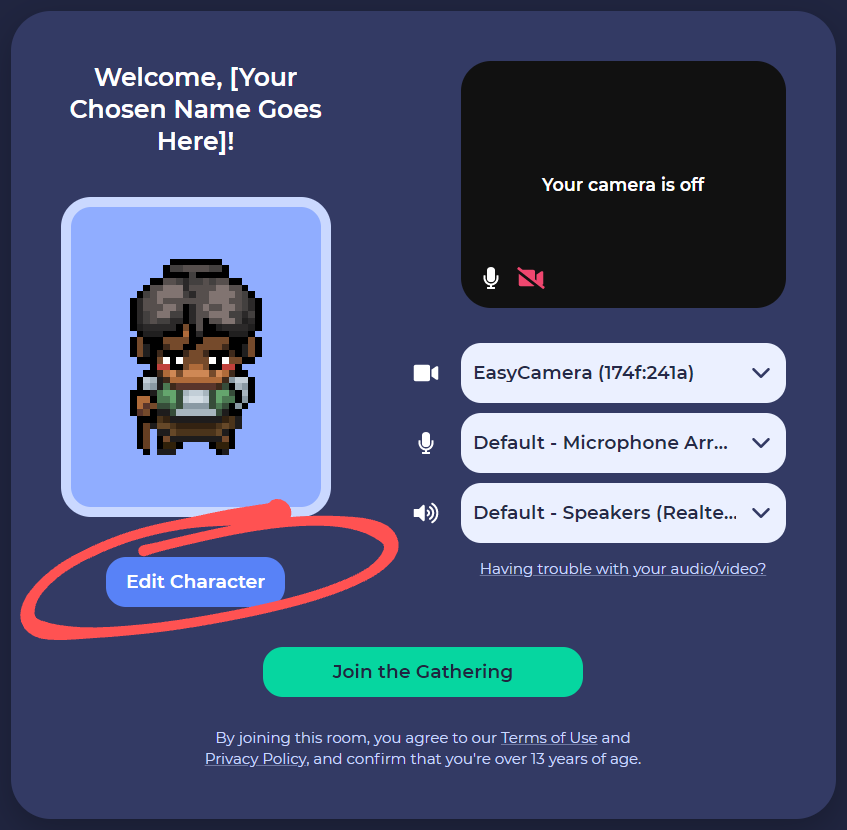 Welcome, [Your
Chosen Name Goes
Here]!
Your camera is off
EasyCamera (174f:241a)
Default - Microphone Arr...
Default - Speakers (Realte...
Having trouble with your audio/video?
Edit Character
Join the Gathering
By joining this room, you agree to our Terms of Use and
Privacy Policy, and confirm that you're over 13 years of age.